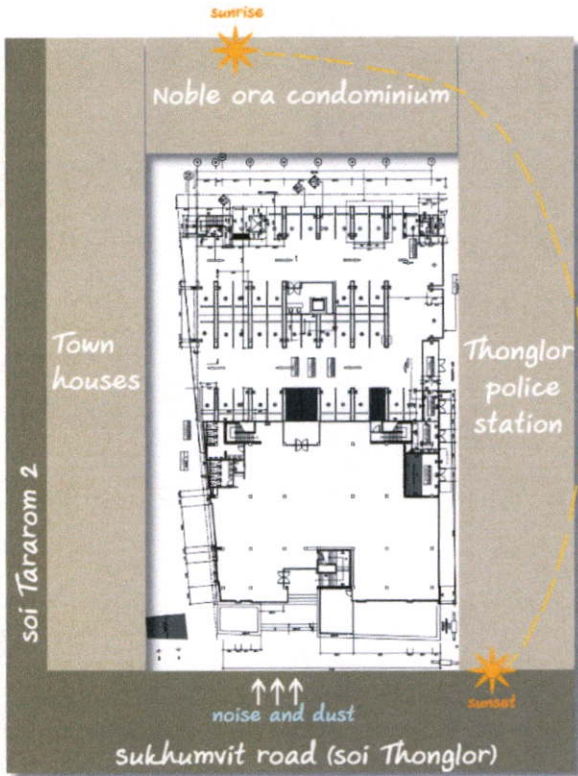 sunrise
Noble ora condominium
Town
houses
Thonglor
police
station
soi Tararom 2
noise and dust
sunset
sukhumvit road (soi Thonglor)